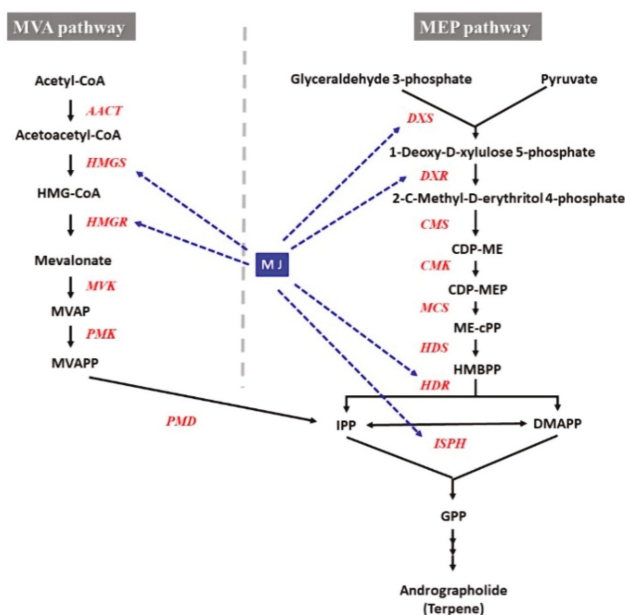 MVA pathway
MEP pathway
Acetyl-CoA
AACT
Acetoacetyl-CoA
HMGS
HMG-CoA
HMGR
Mevalonate
MVK
MVAP
PMK
MVAPP
PMD
MJ
Glyceraldehyde 3-phosphate
Pyruvate
DXS
1-Deoxy-D-xylulose 5-phosphate
DXR
2-C-Methyl-D-erythritol 4-phosphate
CMS
CDP-ME
CMK
CDP-MEP
MCS
ME-cPP
HDS
HMBPP
HDR
IPP
DMAPP
ISPH
GPP
Andrographolide
(Terpene)